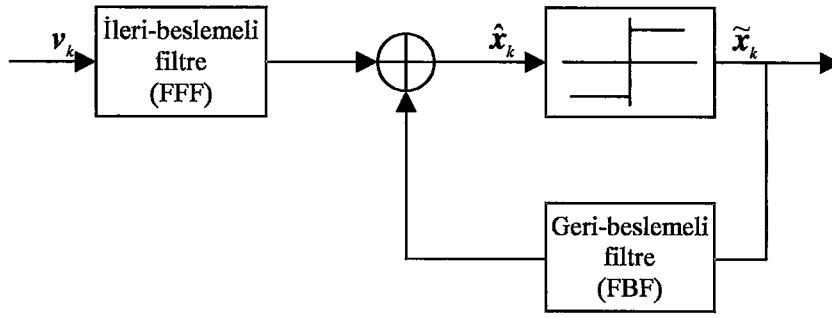 v_k
İleri-beslemeli
filtre
(FFF)
x̂_k
x̃_k
Geri-beslemeli
filtre
(FBF)